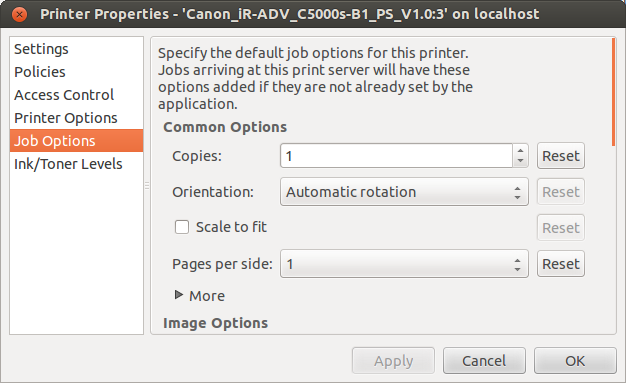 Printer Properties - 'Canon_iR-ADV_C5000s-B1_PS_V1.0:3' on localhost
Settings
Policies
Access Control
Printer Options
Job Options
Ink/Toner Levels
Specify the default job options for this printer.
Jobs arriving at this print server will have these
options added if they are not already set by the
application.
Common Options
Copies: 1 Reset
Orientation: Automatic rotation Reset
Scale to fit Reset
Pages per side: 1 Reset
More
Image Options
Apply Cancel OK